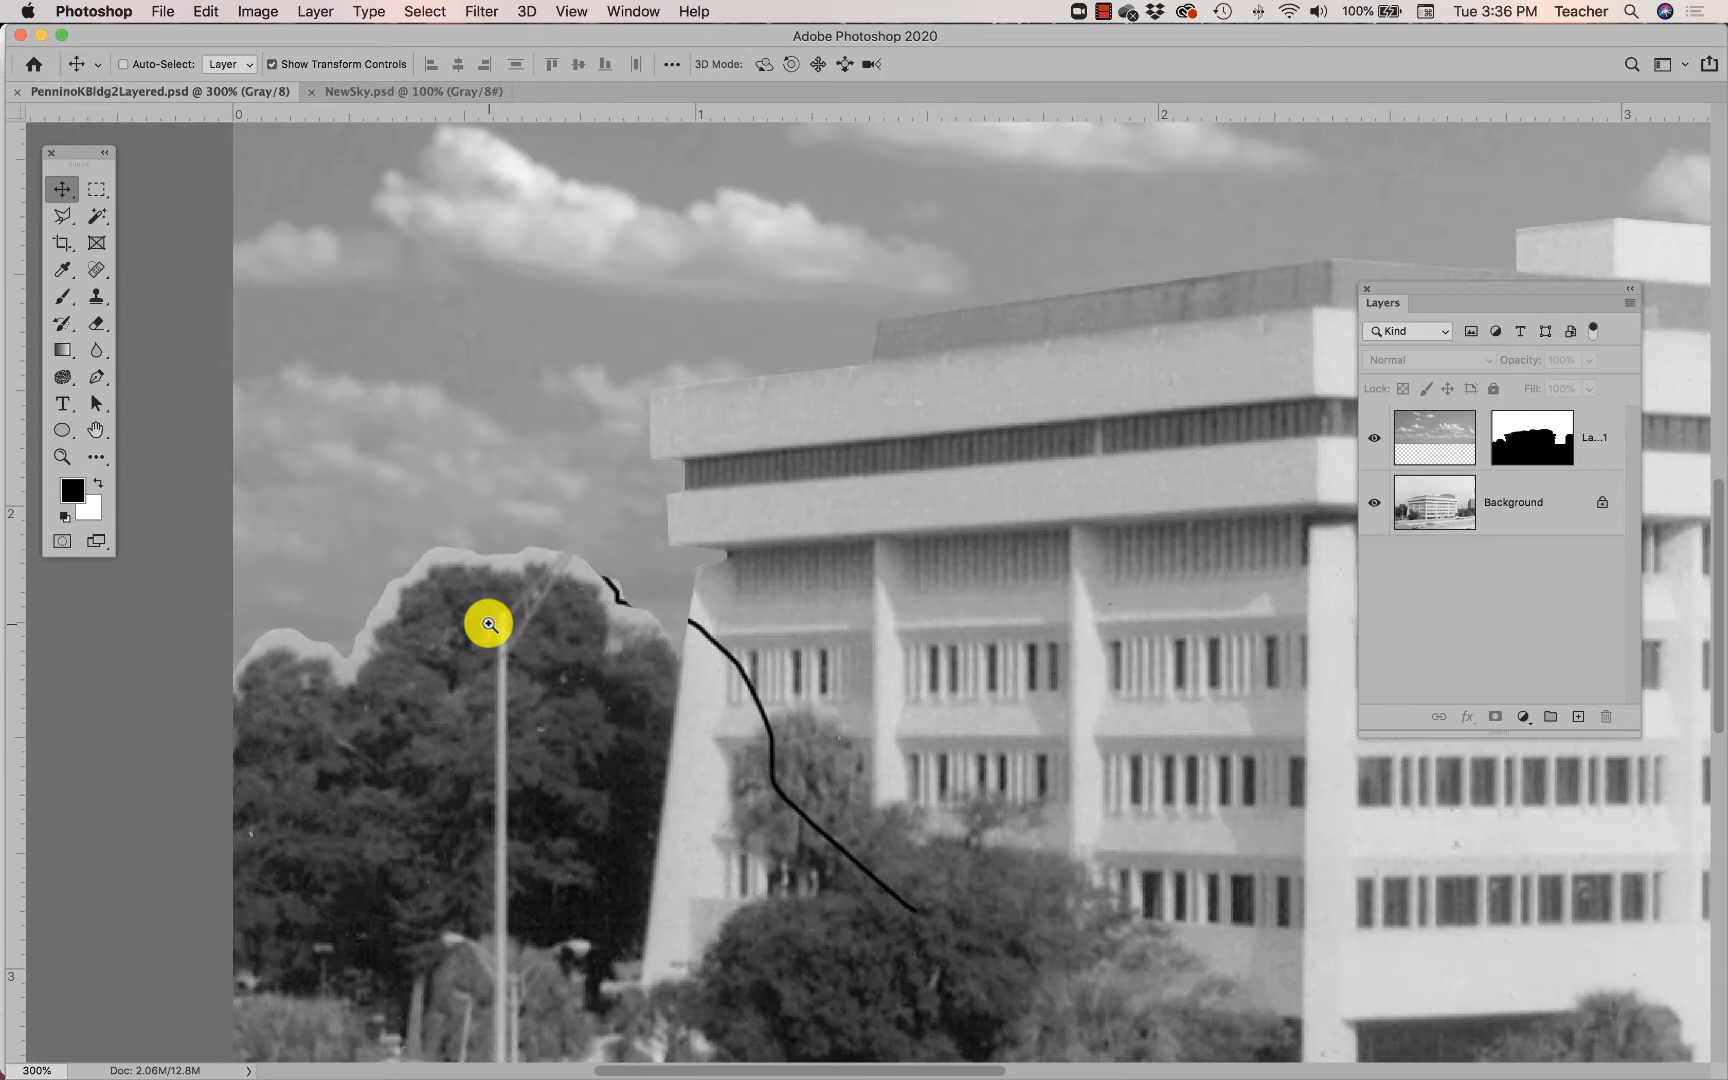 Photoshop File Edit Image Layer Type Select Filter 3D View Window Help 100% Tue 3:36 PM Teacher
Adobe Photoshop 2020
Auto-Select: Layer Show Transform Controls 3D Mode:
PenninoKBldg2Layered.psd @ 300% (Gray/8) NewSky.psd @ 100% (Gray/8#)
0 1 2 3
Layers
Kind
Normal Opacity: 100%
Lock: Fill: 100%
La...1
Background
2
3
300% Doc: 2.06M/12.8M